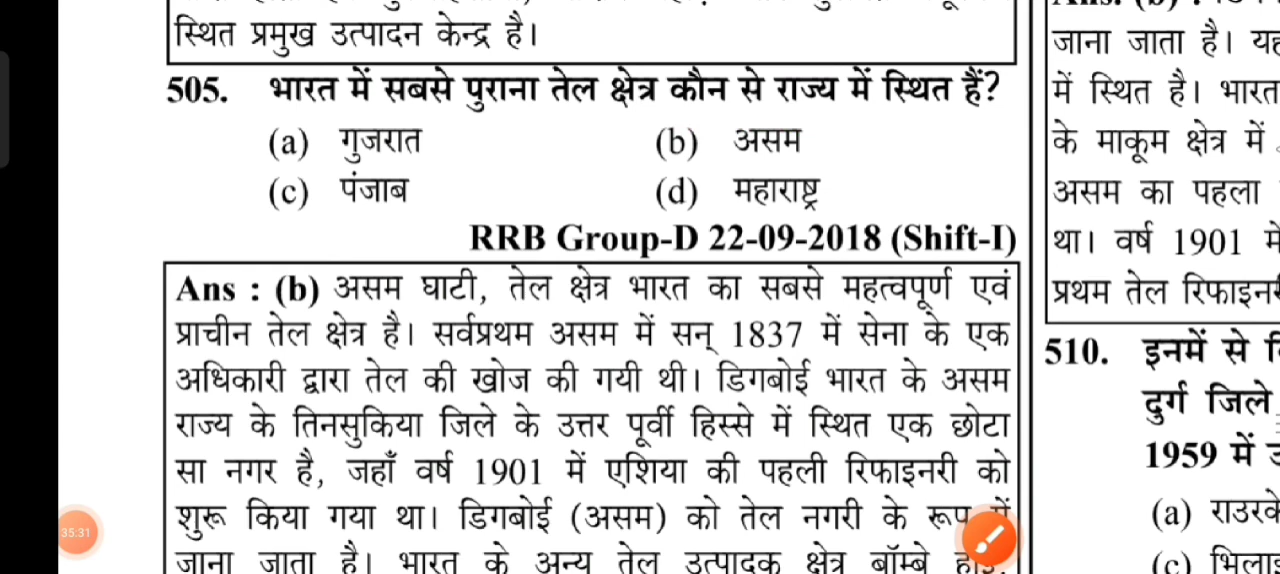 स्थित प्रमुख उत्पादन केन्द्र है।
505. भारत में सबसे पुराना तेल क्षेत्र कौन से राज्य में स्थित हैं?
(a) गुजरात (b) असम
(c) पंजाब (d) महाराष्ट्र
RRB Group-D 22-09-2018 (Shift-I)
Ans : (b) असम घाटी, तेल क्षेत्र भारत का सबसे महत्वपूर्ण एवं
प्राचीन तेल क्षेत्र है। सर्वप्रथम असम में सन् 1837 में सेना के एक
अधिकारी द्वारा तेल की खोज की गयी थी। डिगबोई भारत के असम
राज्य के तिनसुकिया जिले के उत्तर पूर्वी हिस्से में स्थित एक छोटा
सा नगर है, जहाँ वर्ष 1901 में एशिया की पहली रिफाइनरी को
शुरू किया गया था। डिगबोई (असम) को तेल नगरी के रूप में
जाना जाता है। भारत के अन्य तेल उत्पादक क्षेत्र बॉम्बे
35:31
जाना जाता है।
में स्थित है। भारत
के माकूम क्षेत्र में
असम का पहला
था। वर्ष 1901 में
प्रथम तेल
510. इनमें से
दुर्ग जिले
1959 में
(a)
(c)